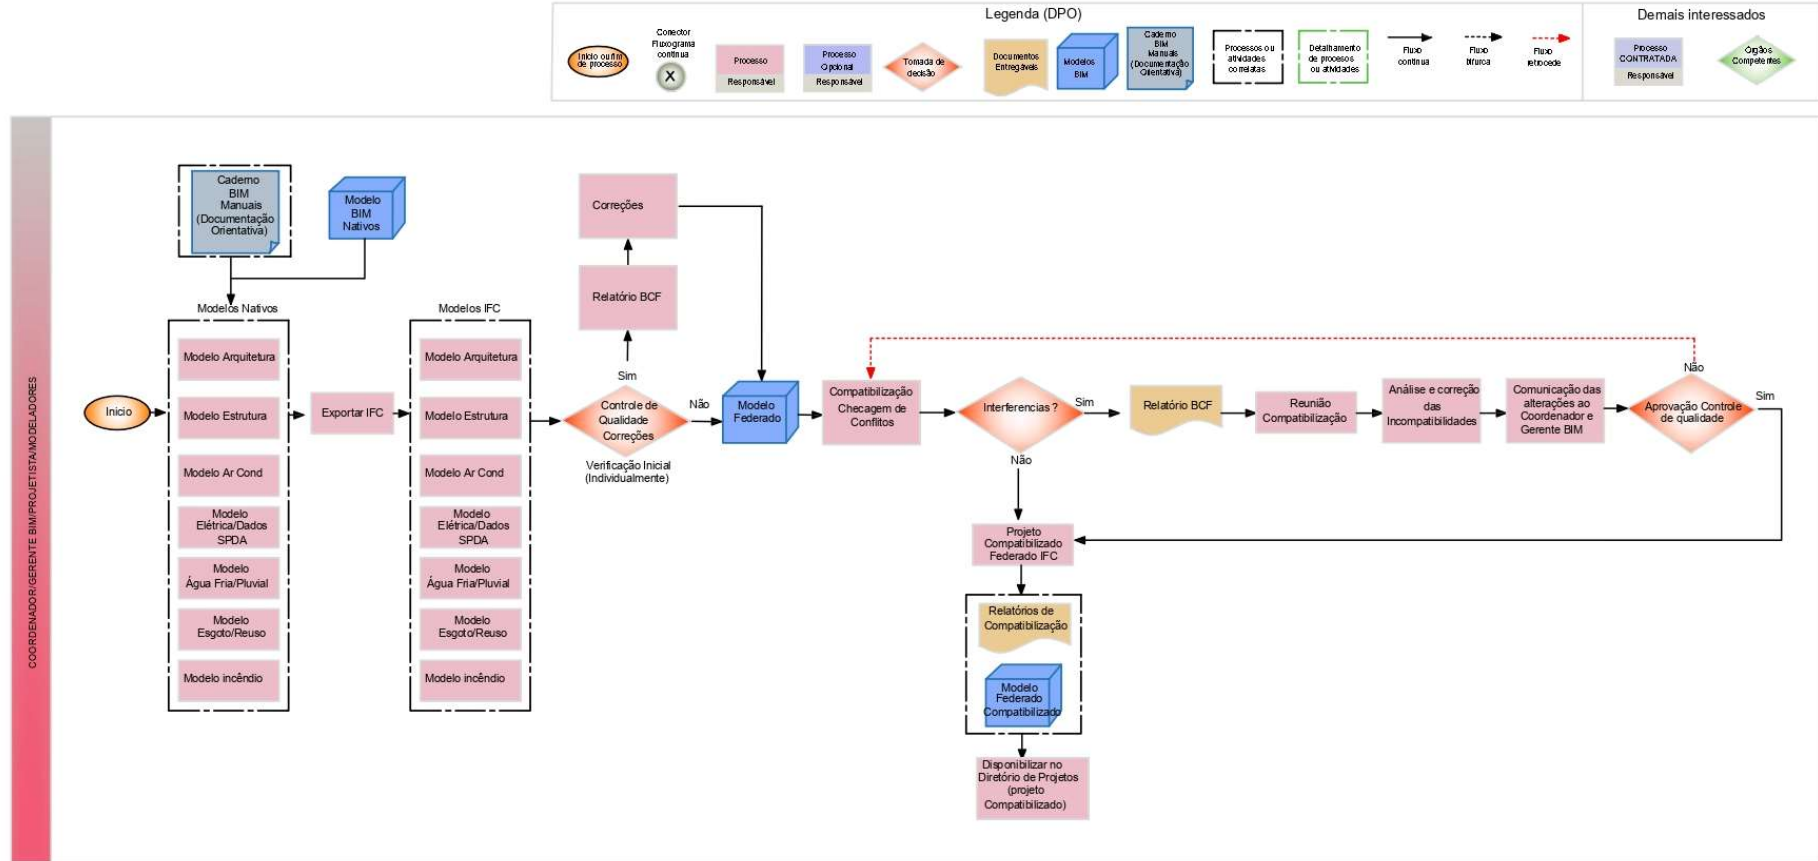 Legenda (DPO)
Demais interessados
Início ou fim
de processo
Conector
Fluxograma
continua
X
Processo
Responsável
Processo
Opcional
Responsável
Tomada de
decisão
Documentos
Entregáveis
Modelos
BIM
Caderno
BIM
Manuais
(Documentação
Orientativa)
Processos ou
atividades
correlatas
Detalhamento
de processos
ou atividades
Fluxo
continua
Fluxo
bifurca
Fluxo
retrocede
Processo
CONTRATADA
Responsável
Órgãos
Competentes
COORDENADOR/GERENTE BIM/PROJETISTA/MODELADORES
Caderno
BIM
Manuais
(Documentação
Orientativa)
Modelo
BIM
Nativos
Modelos Nativos
Modelos IFC
Início
Modelo Arquitetura
Modelo Estrutura
Modelo Ar Cond
Modelo
Elétrica/Dados
SPDA
Modelo
Água Fria/Pluvial
Modelo
Esgoto/Reuso
Modelo incêndio
Exportar IFC
Modelo Arquitetura
Modelo Estrutura
Modelo Ar Cond
Modelo
Elétrica/Dados
SPDA
Modelo
Água Fria/Pluvial
Modelo
Esgoto/Reuso
Modelo incêndio
Correções
Relatório BCF
Sim
Controle de
Qualidade
Correções
Não
Verificação Inicial
(Individualmente)
Modelo
Federado
Compatibilização
Checagem de
Conflitos
Interferencias ?
Sim
Não
Relatório BCF
Reunião
Compatibilização
Análise e correção
das
Incompatibilidades
Comunicação das
alterações ao
Coordenador e
Gerente BIM
Não
Aprovação Controle
de qualidade
Sim
Projeto
Compatibilizado
Federado IFC
Relatórios de
Compatibilização
Modelo
Federado
Compatibilizado
Disponibilizar no
Diretório de Projetos
(projeto
Compatibilizado)